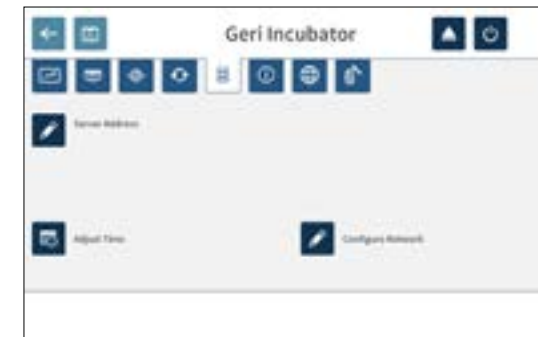 Geri Incubator
Server Address
Adjust Time
Configure Network